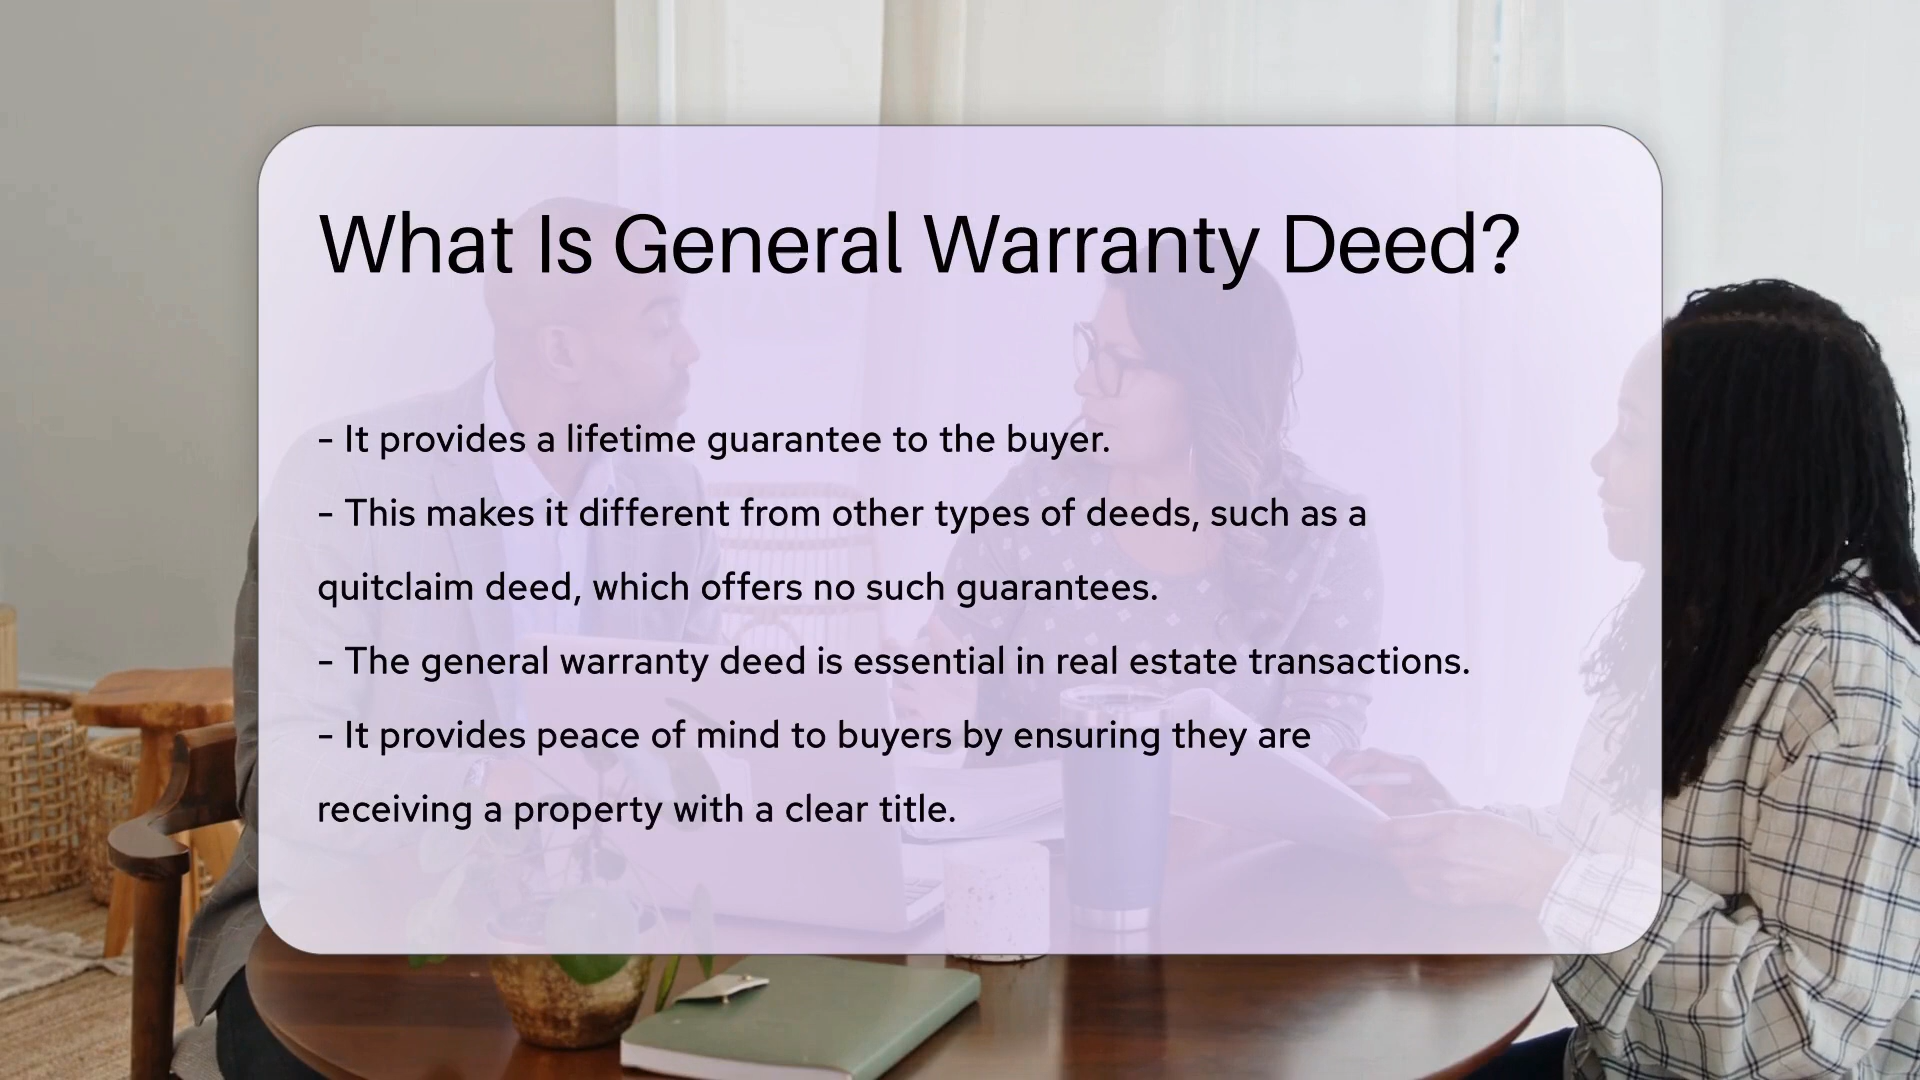 What Is General Warranty Deed?
- It provides a lifetime guarantee to the buyer.
- This makes it different from other types of deeds, such as a
quitclaim deed, which offers no such guarantees.
- The general warranty deed is essential in real estate transactions.
- It provides peace of mind to buyers by ensuring they are
receiving a property with a clear title.